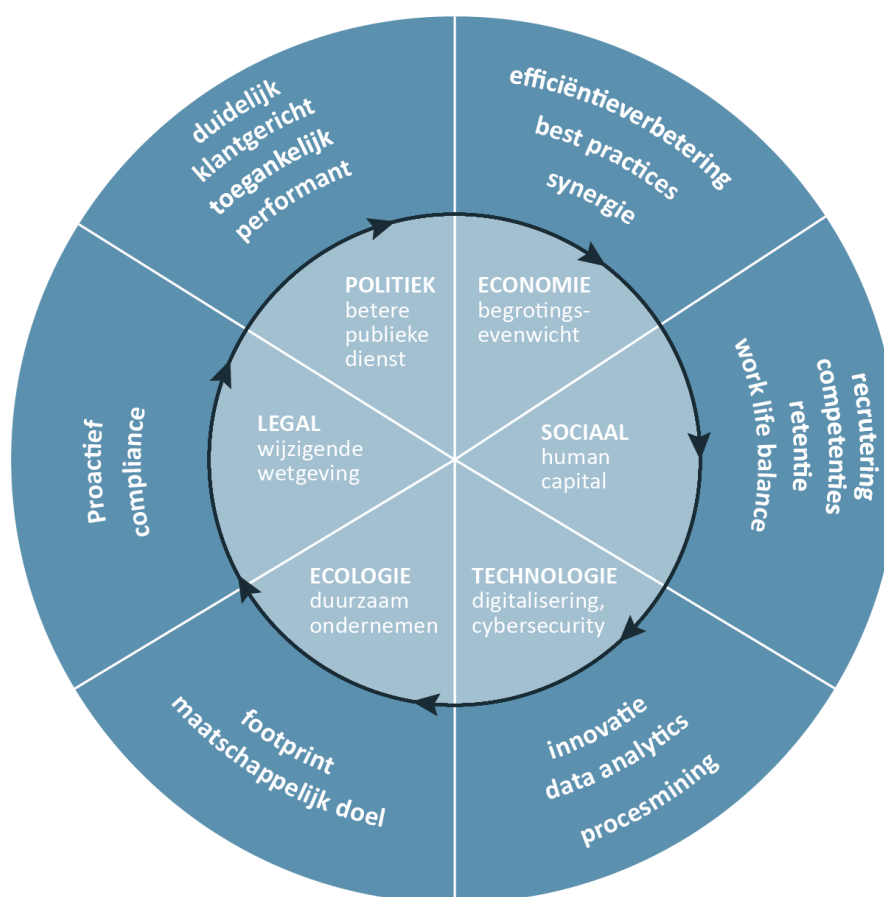 duidelijk
klantgericht
toegankelijk
performant
efficiëntieverbetering
best practices
synergie
POLITIEK
betere
publieke
dienst
ECONOMIE
begrotings-
evenwicht
recrutering
competenties
retentie
work life balance
Proactief
compliance
LEGAL
wijzigende
wetgeving
SOCIAAL
human
capital
ECOLOGIE
duurzaam
ondernemen
TECHNOLOGIE
digitalisering,
cybersecurity
footprint
maatschappelijk doel
innovatie
data analytics
procesmining